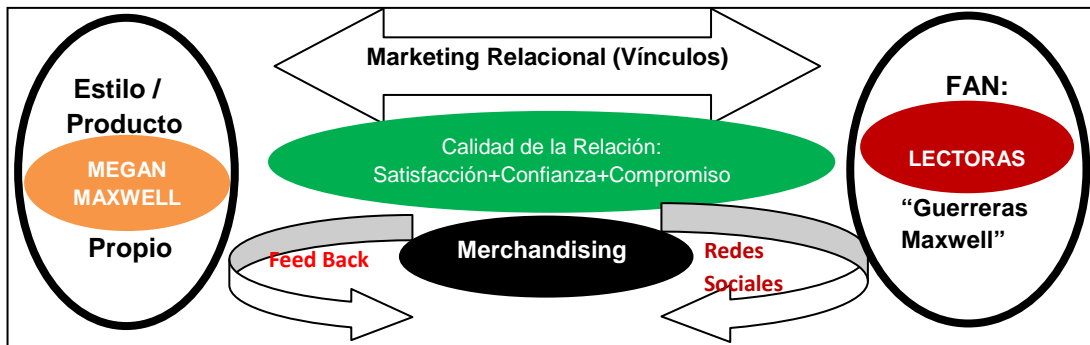 Estilo /
Producto
MEGAN
MAXWELL
Propio
Marketing Relacional (Vínculos)
Calidad de la Relación:
Satisfacción+Confianza+Compromiso
Merchandising
Feed Back
Redes
Sociales
FAN:
LECTORAS
“Guerreras
Maxwell”